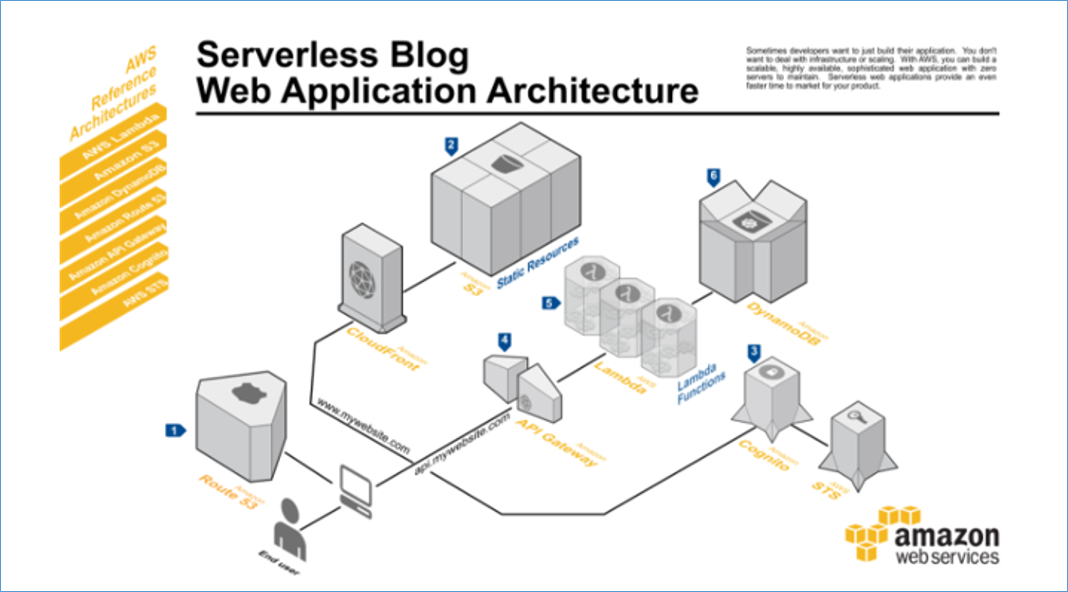 AWS
Reference
Architectures
AWS Lambda
Amazon S3
Amazon DynamoDB
Amazon Route 53
Amazon API Gateway
Amazon Cognito
AWS STS
Serverless Blog
Web Application Architecture
Sometimes developers want to just build their application. You don't
want to deal with infrastructure or scaling. With AWS, you can build a
scalable, highly available, sophisticated web application with zero
servers to maintain. Serverless web applications provide an even
faster time to market for your product.
2
Amazon
S3
Static Resources
6
Amazon
DynamoDB
Amazon
CloudFront
5
AWS
Lambda
Lambda
Functions
4
Amazon
API Gateway
3
Amazon
Cognito
AWS
STS
1
Amazon
Route 53
www.mywebsite.com
api.mywebsite.com
End user
amazon
web services